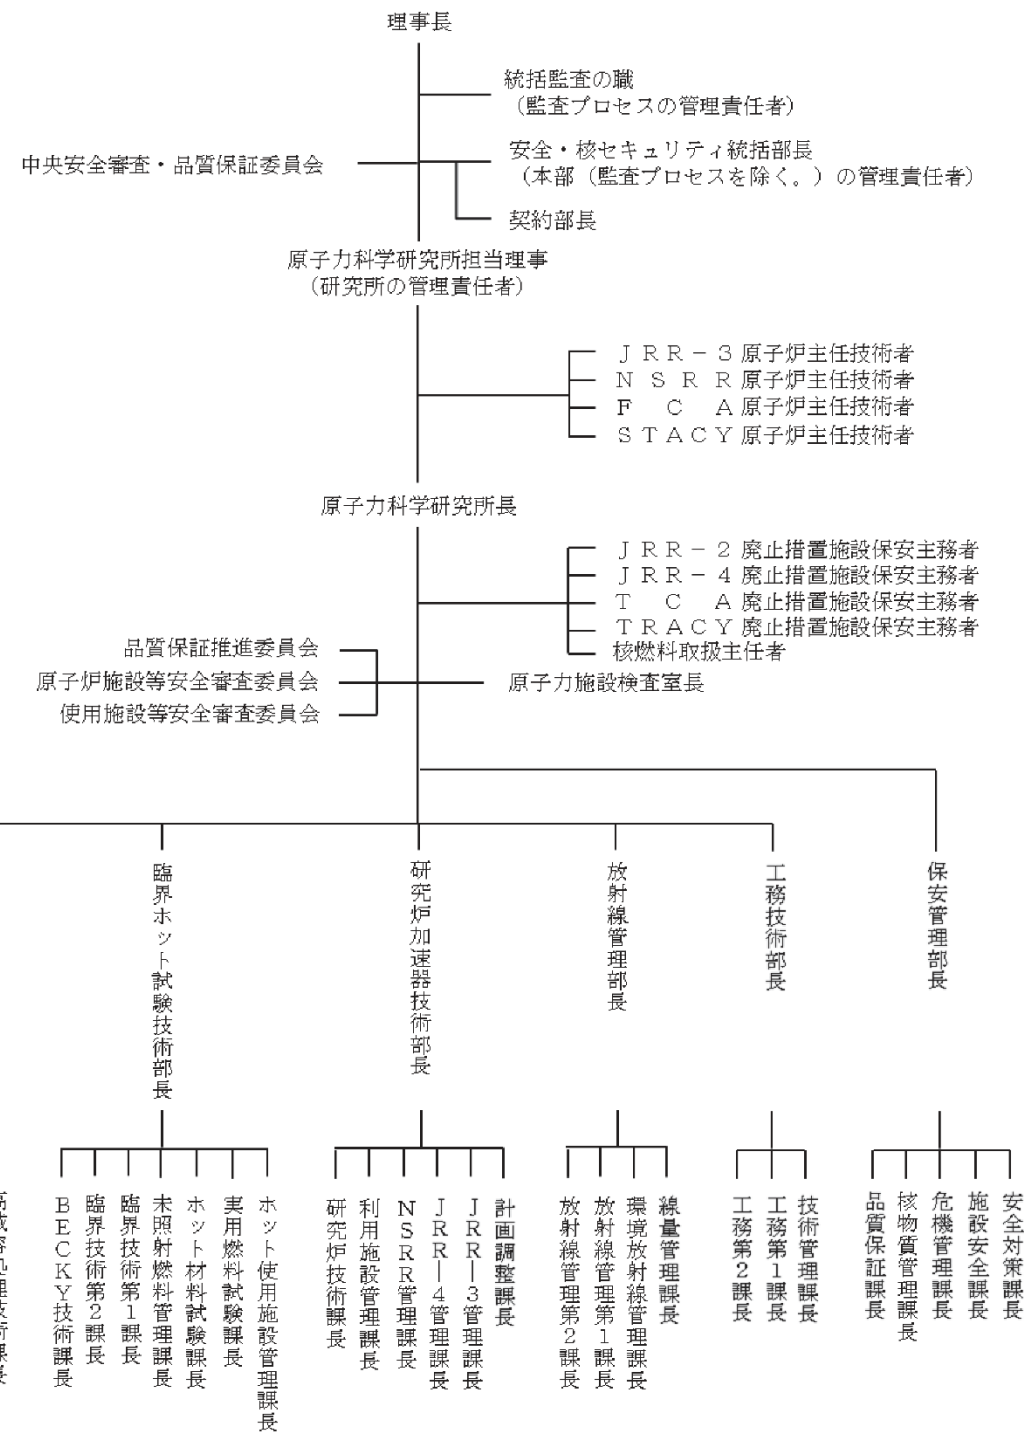 理事長
統括監査の職
（監査プロセスの管理責任者）
中央安全審査・品質保証委員会
安全・核セキュリティ統括部長
（本部（監査プロセスを除く。）の管理責任者）
契約部長
原子力科学研究所担当理事
（研究所の管理責任者）
ＪＲＲ－３原子炉主任技術者
ＮＳＲＲ原子炉主任技術者
Ｆ　Ｃ　Ａ原子炉主任技術者
ＳＴＡＣＹ原子炉主任技術者
原子力科学研究所長
ＪＲＲ－２廃止措置施設保安主務者
ＪＲＲ－４廃止措置施設保安主務者
Ｔ　Ｃ　Ａ廃止措置施設保安主務者
ＴＲＡＣＹ廃止措置施設保安主務者
核燃料取扱主任者
品質保証推進委員会
原子炉施設等安全審査委員会
使用施設等安全審査委員会
原子力施設検査室長
保安管理部長
工務技術部長
放射線管理部長
研究炉加速器技術部長
臨界ホット試験技術部長
安全対策課長
施設安全課長
危機管理課長
核物質管理課長
品質保証課長
技術管理課長
工務第１課長
工務第２課長
線量管理課長
環境放射線管理課長
放射線管理第１課長
放射線管理第２課長
計画調整課長
ＪＲＲ－３管理課長
ＪＲＲ－４管理課長
ＮＳＲＲ管理課長
利用施設管理課長
研究炉技術課長
ホット使用施設管理課長
実用燃料試験課長
ホット材料試験課長
未照射燃料管理課長
臨界技術第１課長
臨界技術第２課長
ＢＥＣＫＹ技術課長